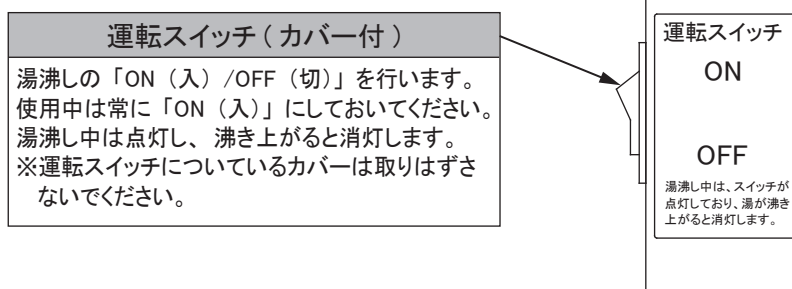 運転スイッチ（カバー付）
湯沸しの「ON（入）/OFF（切）」を行います。
使用中は常に「ON（入）」にしておいてください。
湯沸し中は点灯し、沸き上がると消灯します。
※運転スイッチについているカバーは取りはずさ
ないでください。
運転スイッチ
ON
OFF
湯沸し中は、スイッチが
点灯しており、湯が沸き
上がると消灯します。